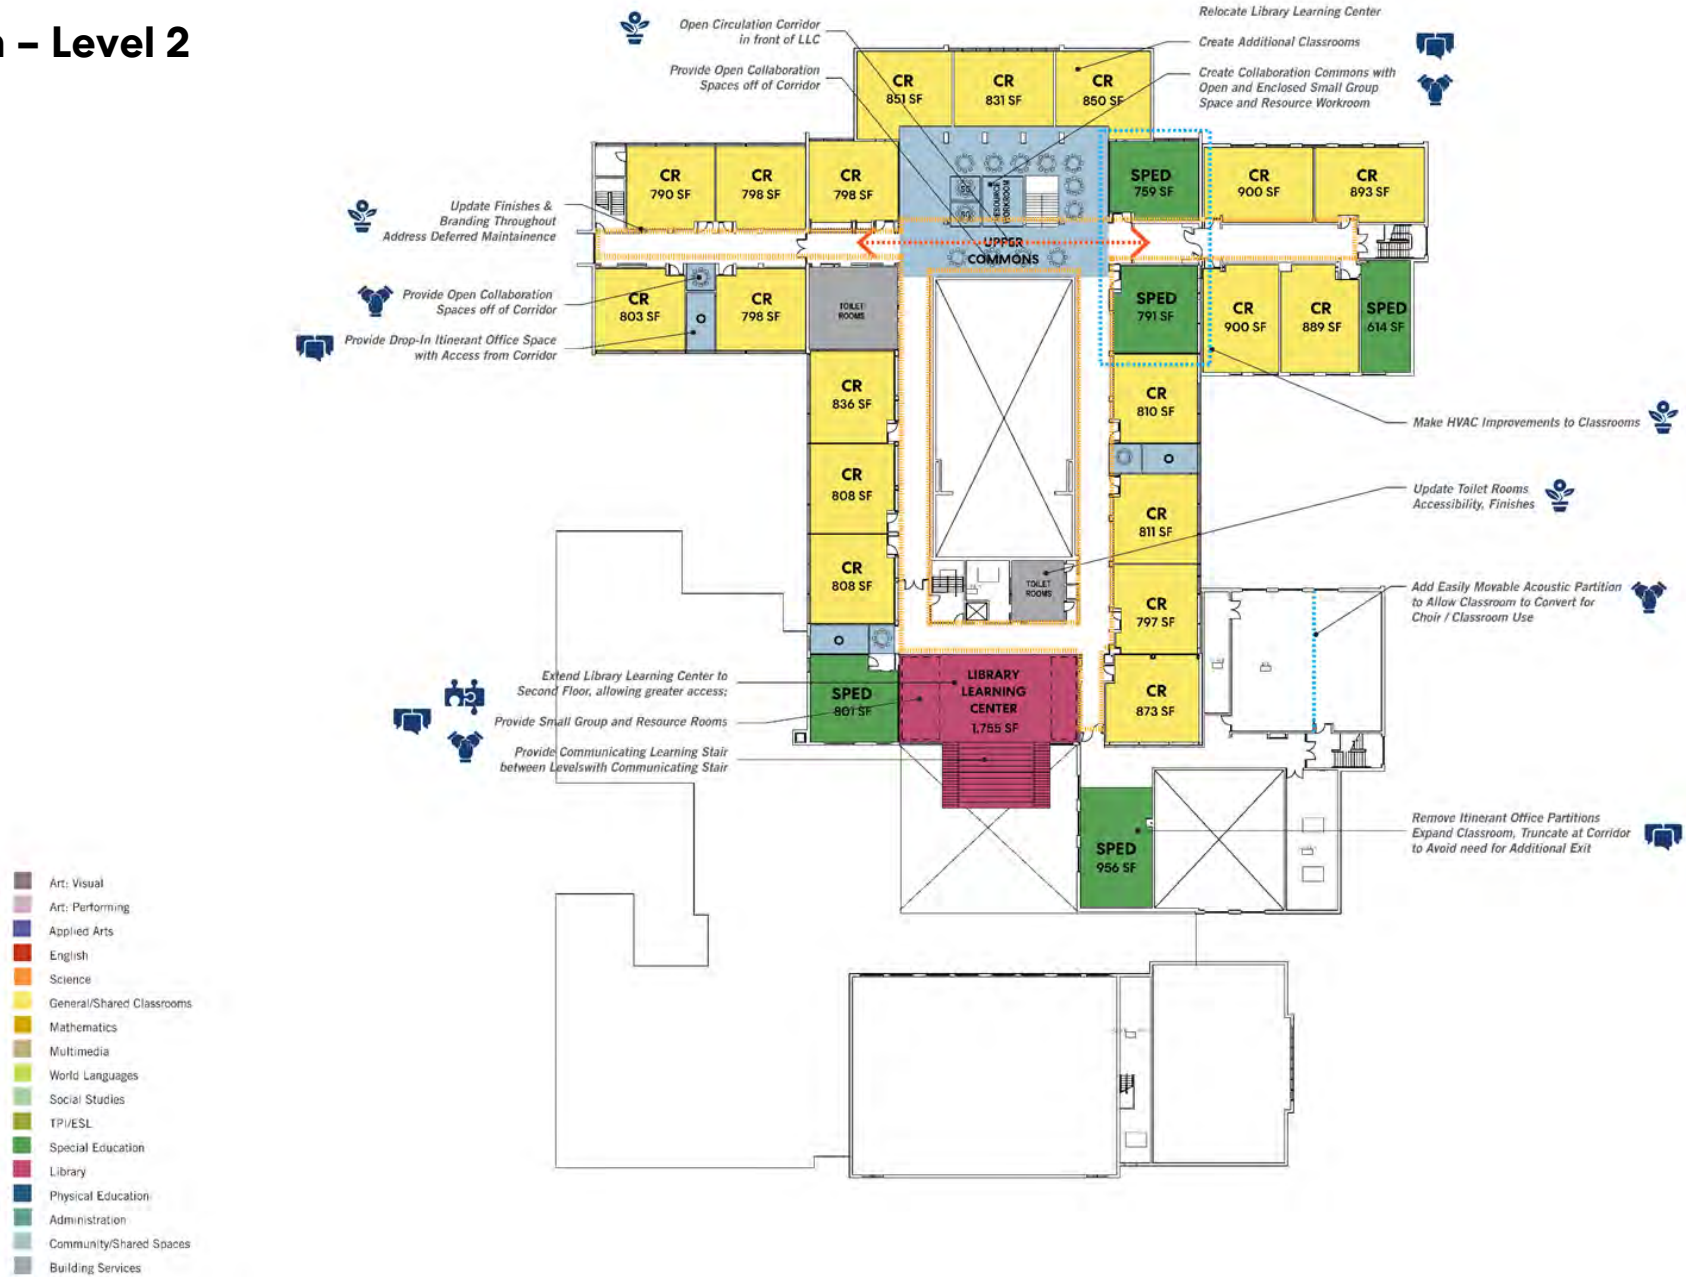 – Level 2
Open Circulation Corridor
in front of LLC
Provide Open Collaboration
Spaces off of Corridor
Relocate Library Learning Center
Create Additional Classrooms
Create Collaboration Commons with
Open and Enclosed Small Group
Space and Resource Workroom
CR
851 SF
CR
831 SF
CR
850 SF
CR
790 SF
CR
798 SF
CR
798 SF
SPED
759 SF
CR
900 SF
CR
893 SF
RESOURCE
WORKROOM
SG
SG
UPPER
COMMONS
Update Finishes &
Branding Throughout
Address Deferred Maintainence
Provide Open Collaboration
Spaces off of Corridor
Provide Drop-In Itinerant Office Space
with Access from Corridor
CR
803 SF
O
CR
798 SF
TOILET
ROOMS
SPED
791 SF
CR
900 SF
CR
889 SF
SPED
614 SF
CR
836 SF
CR
810 SF
Make HVAC Improvements to Classrooms
O
CR
808 SF
CR
811 SF
Update Toilet Rooms
Accessibility, Finishes
CR
808 SF
TOILET
ROOMS
CR
797 SF
Add Easily Movable Acoustic Partition
to Allow Classroom to Convert for
Choir / Classroom Use
O
Extend Library Learning Center to
Second Floor, allowing greater access;
Provide Small Group and Resource Rooms
Provide Communicating Learning Stair
between Levelswith Communicating Stair
SPED
801 SF
LIBRARY
LEARNING
CENTER
1,755 SF
CR
873 SF
SPED
956 SF
Remove Itinerant Office Partitions
Expand Classroom, Truncate at Corridor
to Avoid need for Additional Exit
Art: Visual
Art: Performing
Applied Arts
English
Science
General/Shared Classrooms
Mathematics
Multimedia
World Languages
Social Studies
TPI/ESL
Special Education
Library
Physical Education
Administration
Community/Shared Spaces
Building Services